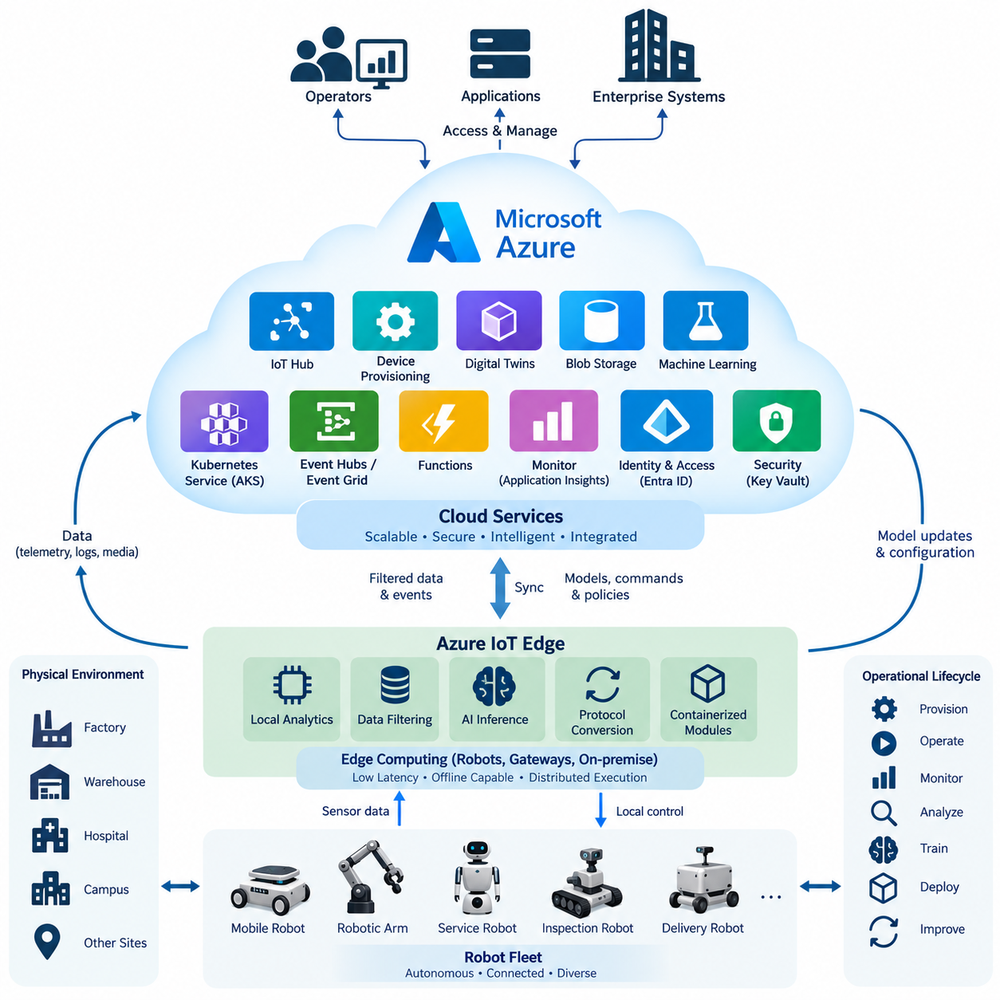 Operators
Applications
Enterprise Systems
Access & Manage
Microsoft
Azure
IoT Hub
Device
Provisioning
Digital Twins
Blob Storage
Machine Learning
Kubernetes
Service (AKS)
Event Hubs /
Event Grid
Functions
Monitor
(Application Insights)
Identity & Access
(Entra ID)
Security
(Key Vault)
Cloud Services
Scalable • Secure • Intelligent • Integrated
Data
(telemetry, logs, media)
Model updates
& configuration
Filtered data
& events
Sync
Models, commands
& policies
Azure IoT Edge
Local Analytics
Data Filtering
AI Inference
Protocol
Conversion
Containerized
Modules
Edge Computing (Robots, Gateways, On-premise)
Low Latency • Offline Capable • Distributed Execution
Physical Environment
Factory
Warehouse
Hospital
Campus
Other Sites
Operational Lifecycle
Provision
Operate
Monitor
Analyze
Train
Deploy
Improve
Sensor data
Local control
Mobile Robot
Robotic Arm
Service Robot
Inspection Robot
Delivery Robot
...
Robot Fleet
Autonomous • Connected • Diverse